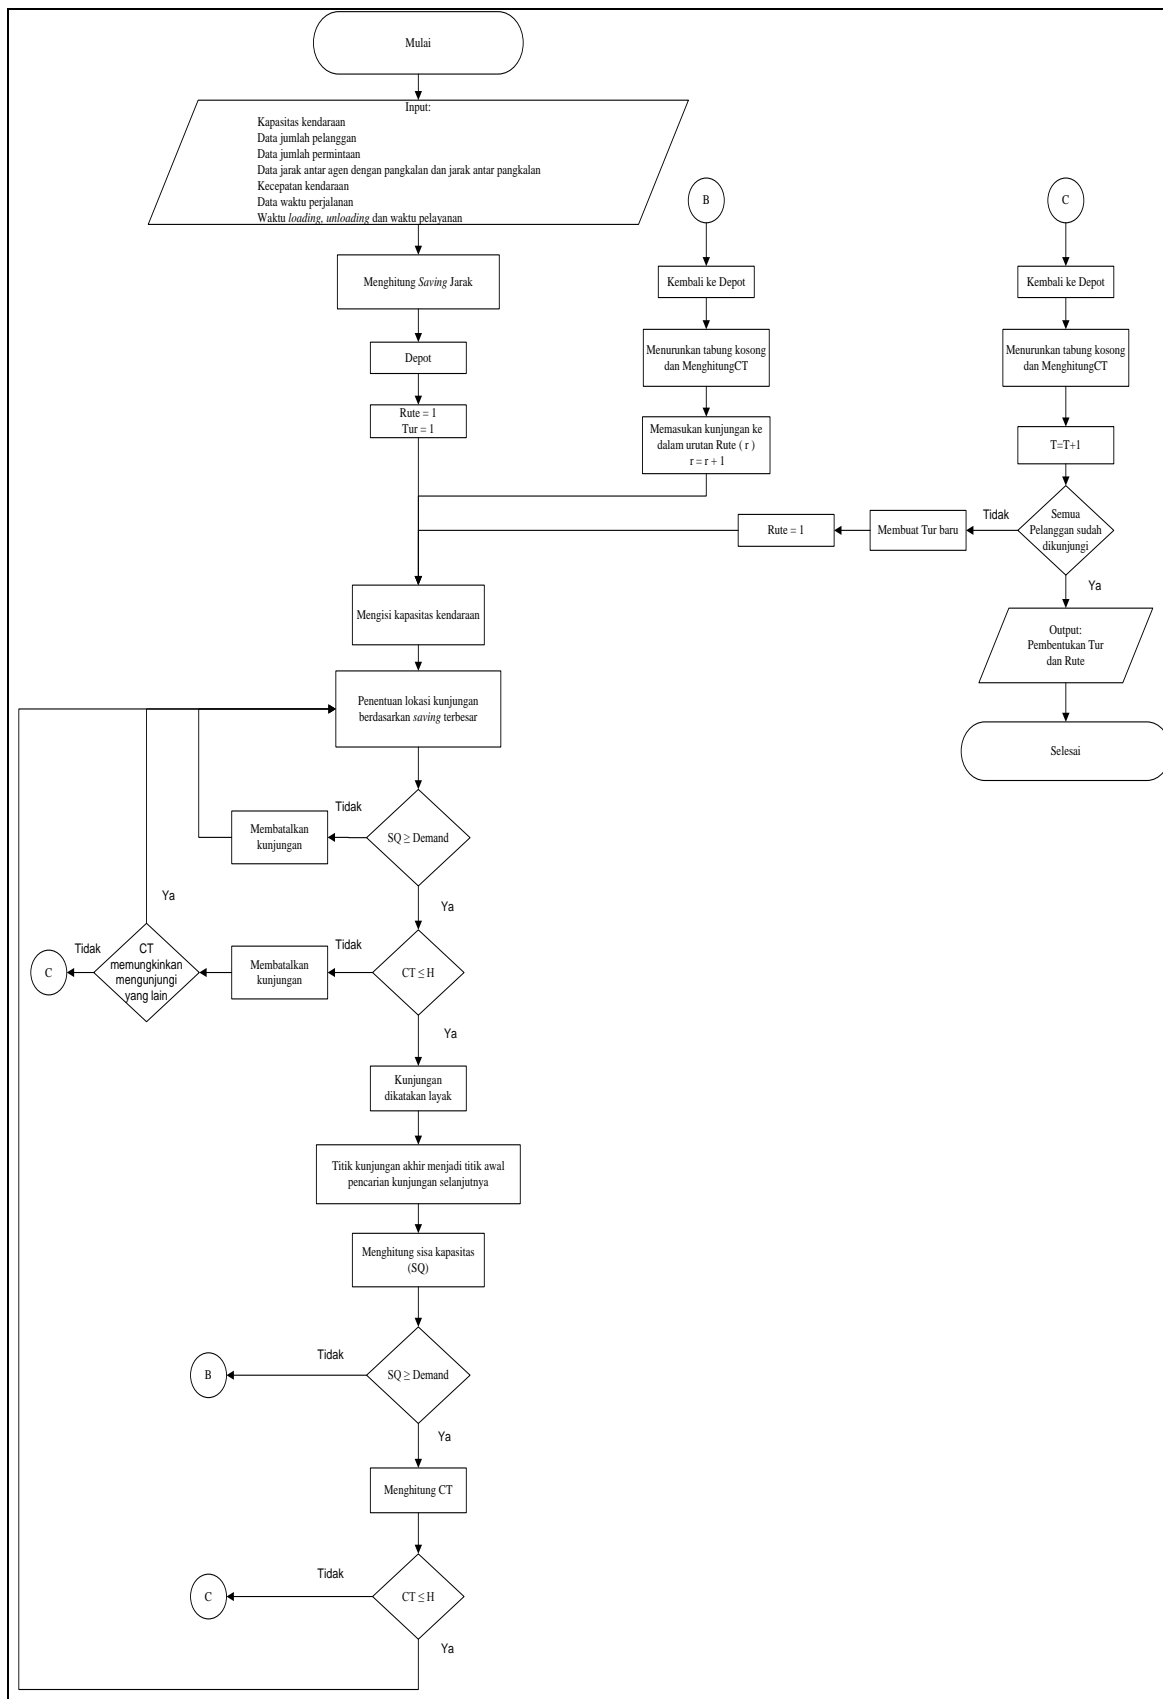 Mulai
Input:
Kapasitas kendaraan
Data jumlah pelanggan
Data jumlah permintaan
Data jarak antar agen dengan pangkalan dan jarak antar pangkalan
Kecepatan kendaraan
Data waktu perjalanan
Waktu loading, unloading dan waktu pelayanan
Menghitung Saving Jarak
Depot
Rute = 1
Tur = 1
B
Kembali ke Depot
Menurunkan tabung kosong
dan MenghitungCT
Memasukan kunjungan ke
dalam urutan Rute ( r )
r = r + 1
C
Kembali ke Depot
Menurunkan tabung kosong
dan MenghitungCT
T=T+1
Semua
Pelanggan sudah
dikunjungi
Tidak
Membuat Tur baru
Rute = 1
Ya
Output:
Pembentukan Tur
dan Rute
Selesai
Mengisi kapasitas kendaraan
Penentuan lokasi kunjungan
berdasarkan saving terbesar
SQ ≥ Demand
Tidak
Membatalkan
kunjungan
Ya
CT ≤ H
Tidak
Membatalkan
kunjungan
CT
memungkinkan
mengunjungi
yang lain
Ya
Tidak
C
Ya
Kunjungan
dikatakan layak
Titik kunjungan akhir menjadi titik awal
pencarian kunjungan selanjutnya
Menghitung sisa kapasitas
(SQ)
SQ ≥ Demand
Tidak
B
Ya
Menghitung CT
CT ≤ H
Tidak
C
Ya